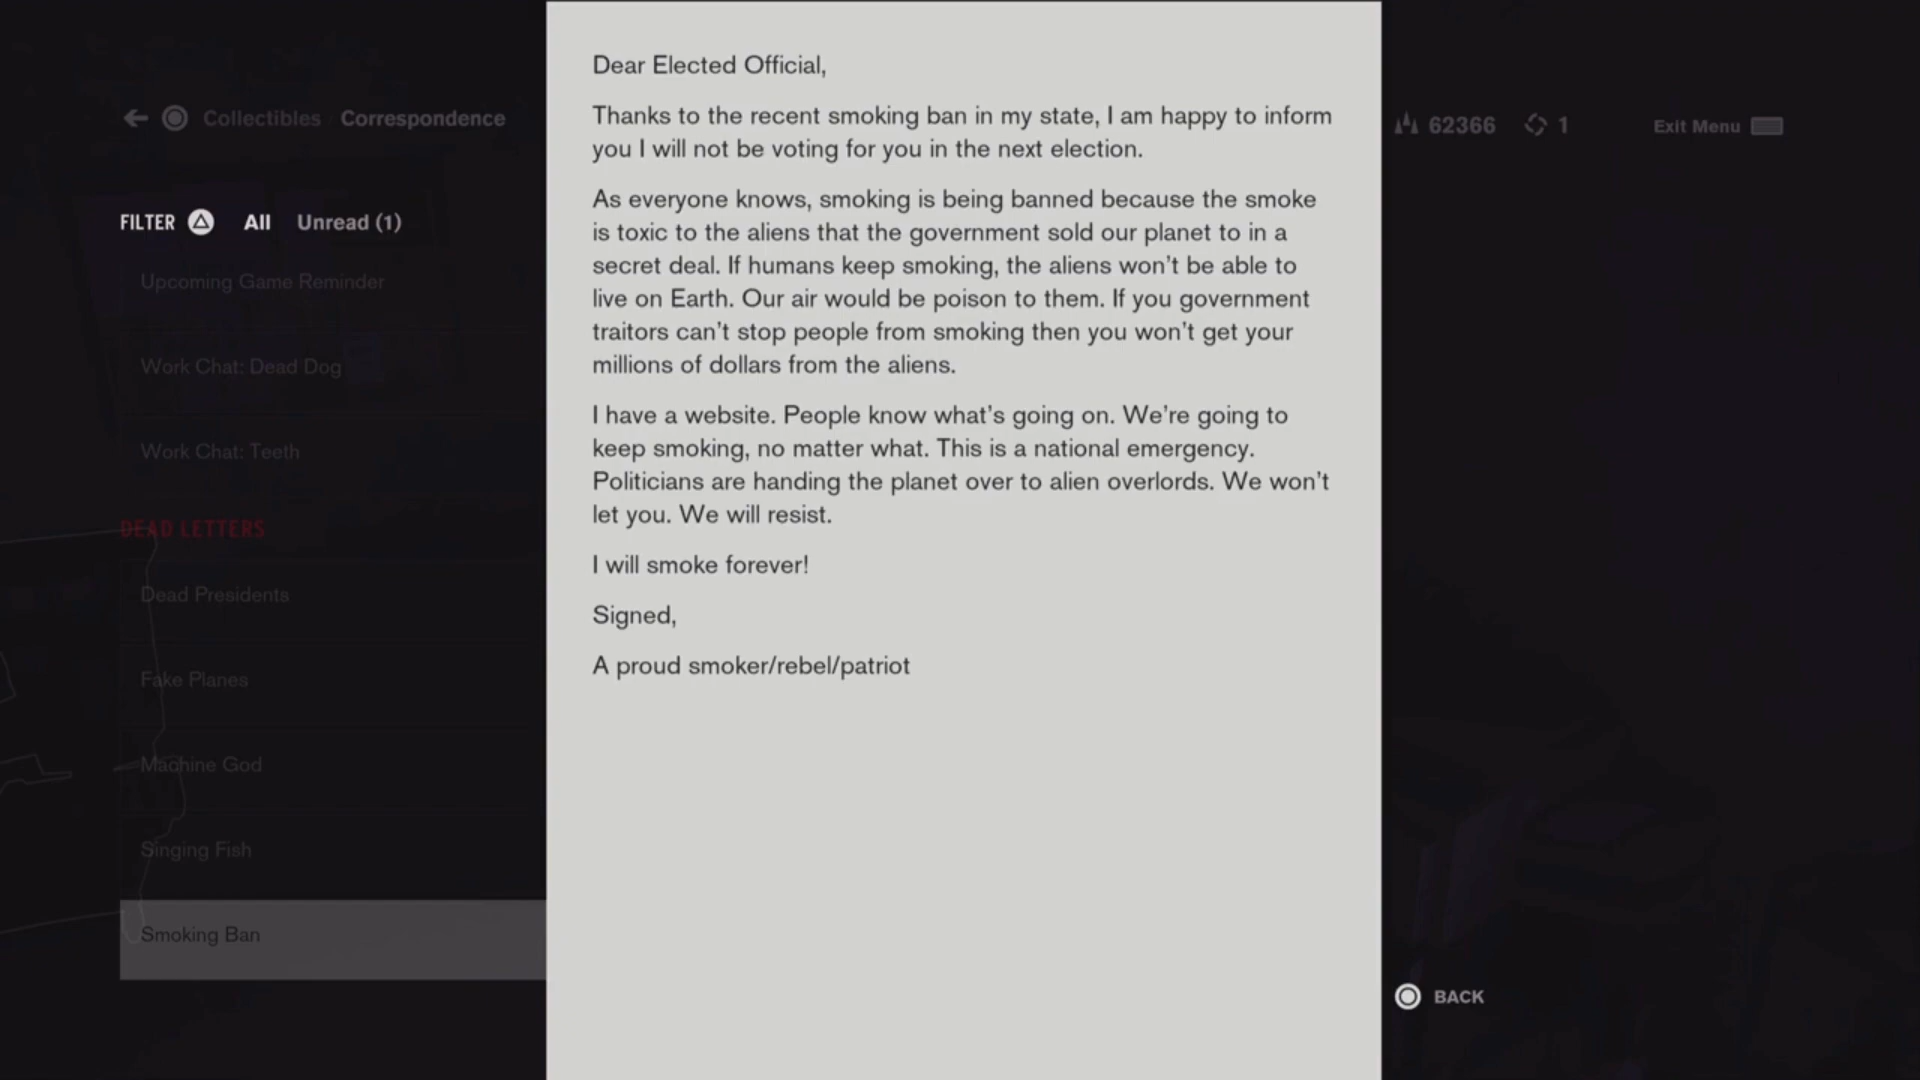 Collectibles Correspondence
62366 1 Exit Menu
FILTER All Unread (1)
Upcoming Game Reminder
Work Chat: Dead Dog
Work Chat: Teeth
DEAD LETTERS
Dead Presidents
Fake Planes
Machine God
Singing Fish
Smoking Ban
Dear Elected Official,
Thanks to the recent smoking ban in my state, I am happy to inform
you I will not be voting for you in the next election.
As everyone knows, smoking is being banned because the smoke
is toxic to the aliens that the government sold our planet to in a
secret deal. If humans keep smoking, the aliens won't be able to
live on Earth. Our air would be poison to them. If you government
traitors can't stop people from smoking then you won't get your
millions of dollars from the aliens.
I have a website. People know what's going on. We're going to
keep smoking, no matter what. This is a national emergency.
Politicians are handing the planet over to alien overlords. We won't
let you. We will resist.
I will smoke forever!
Signed,
A proud smoker/rebel/patriot
BACK